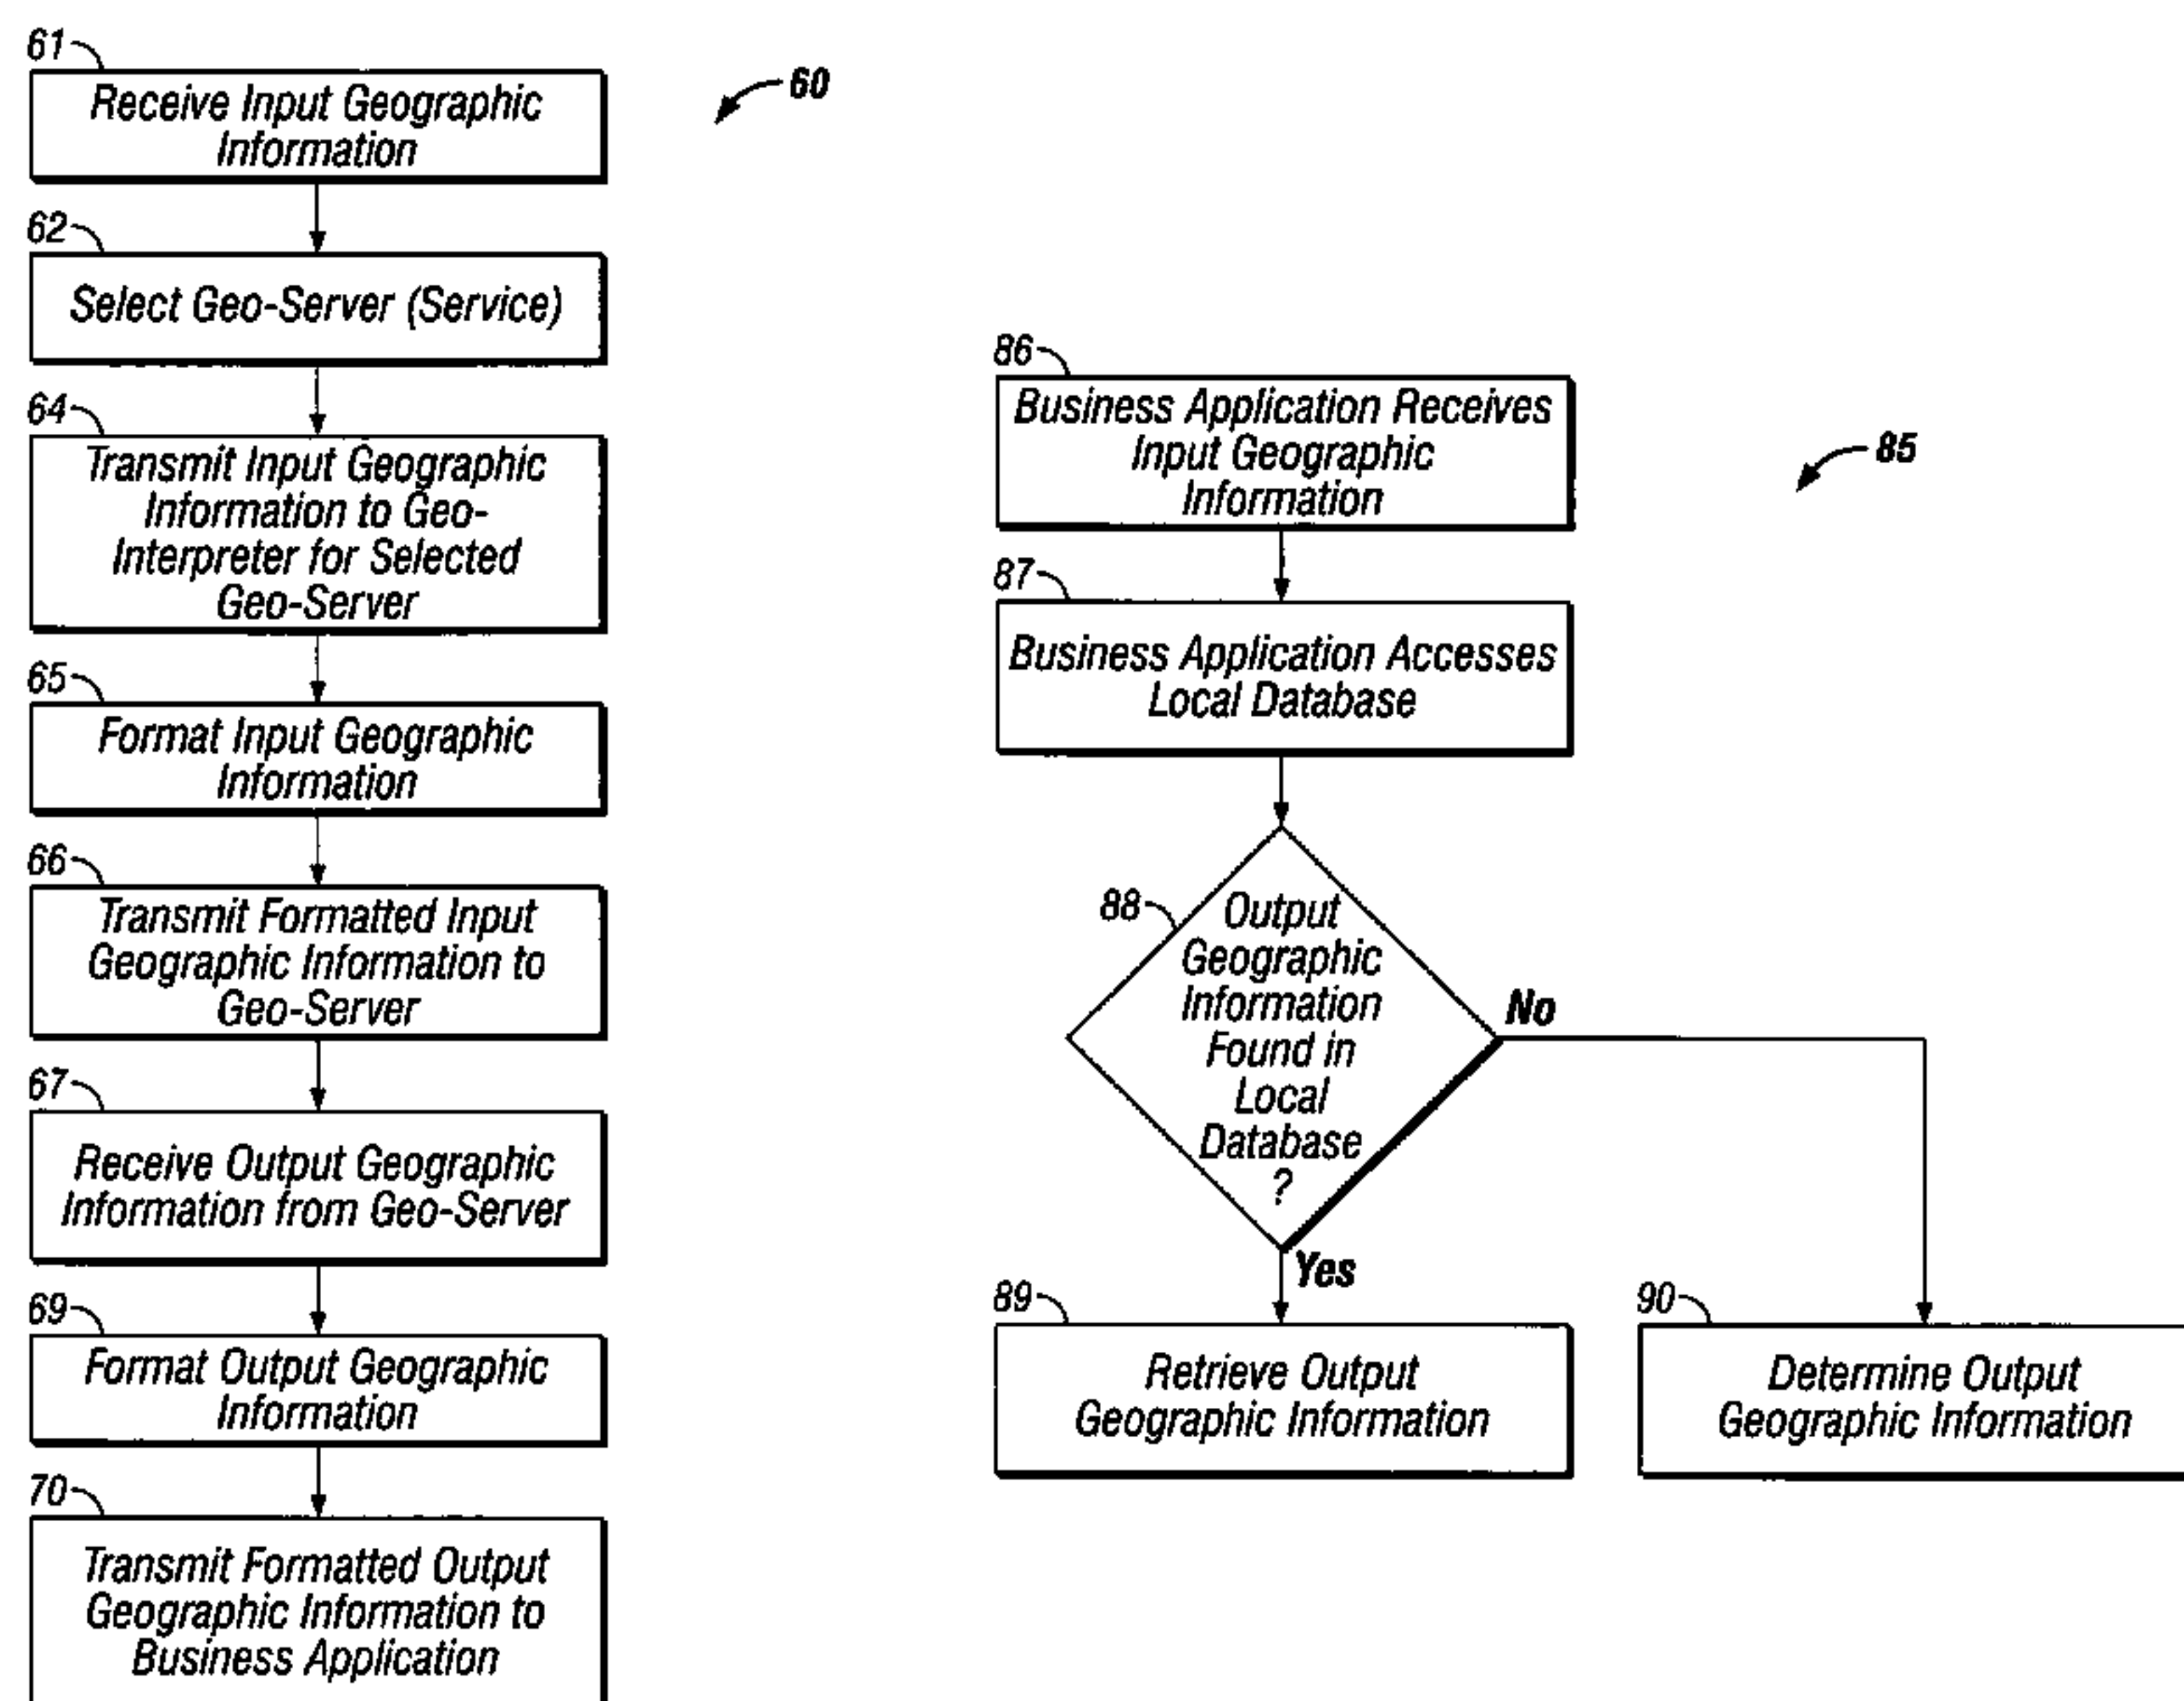 61
Receive Input Geographic
Information
60
62
Select Geo-Server (Service)
64
Transmit Input Geographic
Information to Geo-
Interpreter for Selected
Geo-Server
65
Format Input Geographic
Information
66
Transmit Formatted Input
Geographic Information to
Geo-Server
67
Receive Output Geographic
Information from Geo-Server
69
Format Output Geographic
Information
70
Transmit Formatted Output
Geographic Information to
Business Application
86
Business Application Receives
Input Geographic
Information
85
87
Business Application Accesses
Local Database
88
Output
Geographic
Information
Found in
Local
Database
?
No
Yes
89
Retrieve Output
Geographic Information
90
Determine Output
Geographic Information